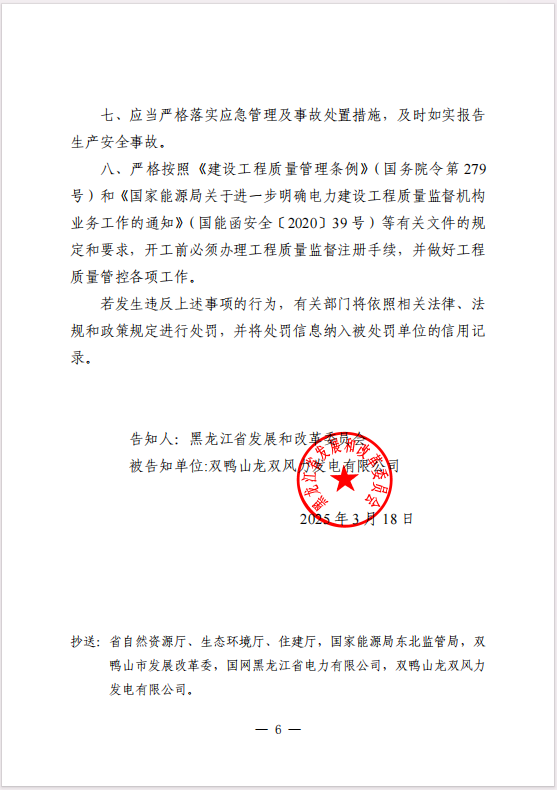 七、应当严格落实应急管理及事故处置措施，及时如实报告
生产安全事故。
八、严格按照《建设工程质量管理条例》（国务院令第 279
号）和《国家能源局关于进一步明确电力建设工程质量监督机构
业务工作的通知》（国能函安全〔2020〕39 号）等有关文件的规
定和要求，开工前必须办理工程质量监督注册手续，并做好工程
质量管控各项工作。
若发生违反上述事项的行为，有关部门将依照相关法律、法
规和政策规定进行处罚，并将处罚信息纳入被处罚单位的信用记
录。
告知人：黑龙江省发展和改革委员会
被告知单位:双鸭山龙双风力发电有限公司
黑龙江省发展和改革委员会
2025 年 3 月 18 日
抄送：省自然资源厅、生态环境厅、住建厅，国家能源局东北监管局，双
鸭山市发展改革委，国网黑龙江省电力有限公司，双鸭山龙双风力
发电有限公司。
— 6 —